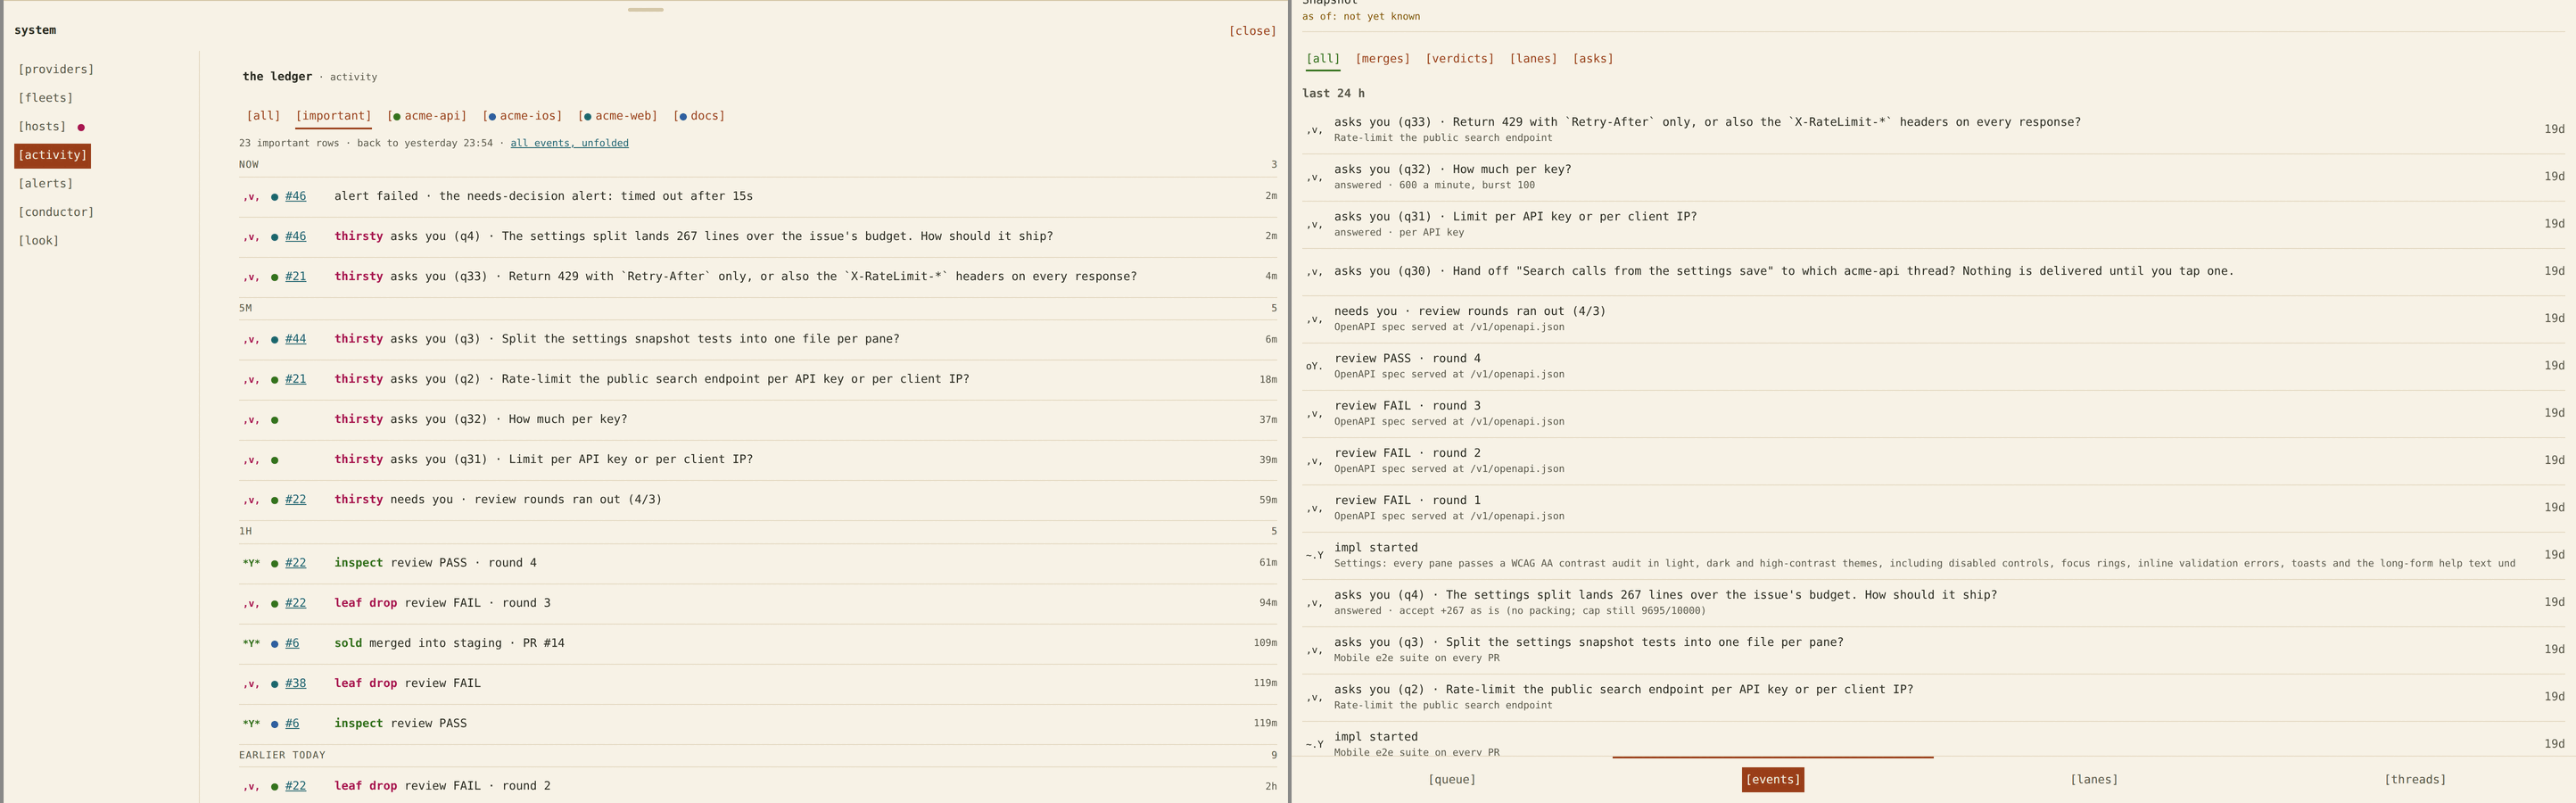 system
[close]
[providers]
[fleets]
[hosts]
[activity]
[alerts]
[conductor]
[look]
the ledger · activity
[all] [important] [● acme-api] [● acme-ios] [● acme-web] [● docs]
23 important rows · back to yesterday 23:54 · all events, unfolded
NOW 3
,v, ● #46 alert failed · the needs-decision alert: timed out after 15s 2m
,v, ● #46 thirsty asks you (q4) · The settings split lands 267 lines over the issue's budget. How should it ship? 2m
,v, ● #21 thirsty asks you (q33) · Return 429 with `Retry-After` only, or also the `X-RateLimit-*` headers on every response? 4m
5M 5
,v, ● #44 thirsty asks you (q3) · Split the settings snapshot tests into one file per pane? 6m
,v, ● #21 thirsty asks you (q2) · Rate-limit the public search endpoint per API key or per client IP? 18m
,v, ● thirsty asks you (q32) · How much per key? 37m
,v, ● thirsty asks you (q31) · Limit per API key or per client IP? 39m
,v, ● #22 thirsty needs you · review rounds ran out (4/3) 59m
1H 5
*Y* ● #22 inspect review PASS · round 4 61m
,v, ● #22 leaf drop review FAIL · round 3 94m
*Y* ● #6 sold merged into staging · PR #14 109m
,v, ● #38 leaf drop review FAIL 119m
*Y* ● #6 inspect review PASS 119m
EARLIER TODAY 9
,v, ● #22 leaf drop review FAIL · round 2 2h
Snapshot
as of: not yet known
[all] [merges] [verdicts] [lanes] [asks]
last 24 h
,v, asks you (q33) · Return 429 with `Retry-After` only, or also the `X-RateLimit-*` headers on every response? 19d
Rate-limit the public search endpoint
,v, asks you (q32) · How much per key? 19d
answered · 600 a minute, burst 100
,v, asks you (q31) · Limit per API key or per client IP? 19d
answered · per API key
,v, asks you (q30) · Hand off "Search calls from the settings save" to which acme-api thread? Nothing is delivered until you tap one. 19d
,v, needs you · review rounds ran out (4/3) 19d
OpenAPI spec served at /v1/openapi.json
oY. review PASS · round 4 19d
OpenAPI spec served at /v1/openapi.json
,v, review FAIL · round 3 19d
OpenAPI spec served at /v1/openapi.json
,v, review FAIL · round 2 19d
OpenAPI spec served at /v1/openapi.json
,v, review FAIL · round 1 19d
OpenAPI spec served at /v1/openapi.json
~.Y impl started 19d
Settings: every pane passes a WCAG AA contrast audit in light, dark and high-contrast themes, including disabled controls, focus rings, inline validation errors, toasts and the long-form help text und
,v, asks you (q4) · The settings split lands 267 lines over the issue's budget. How should it ship? 19d
answered · accept +267 as is (no packing; cap still 9695/10000)
,v, asks you (q3) · Split the settings snapshot tests into one file per pane? 19d
Mobile e2e suite on every PR
,v, asks you (q2) · Rate-limit the public search endpoint per API key or per client IP? 19d
Rate-limit the public search endpoint
~.Y impl started 19d
Mobile e2e suite on every PR
[queue] [events] [lanes] [threads]